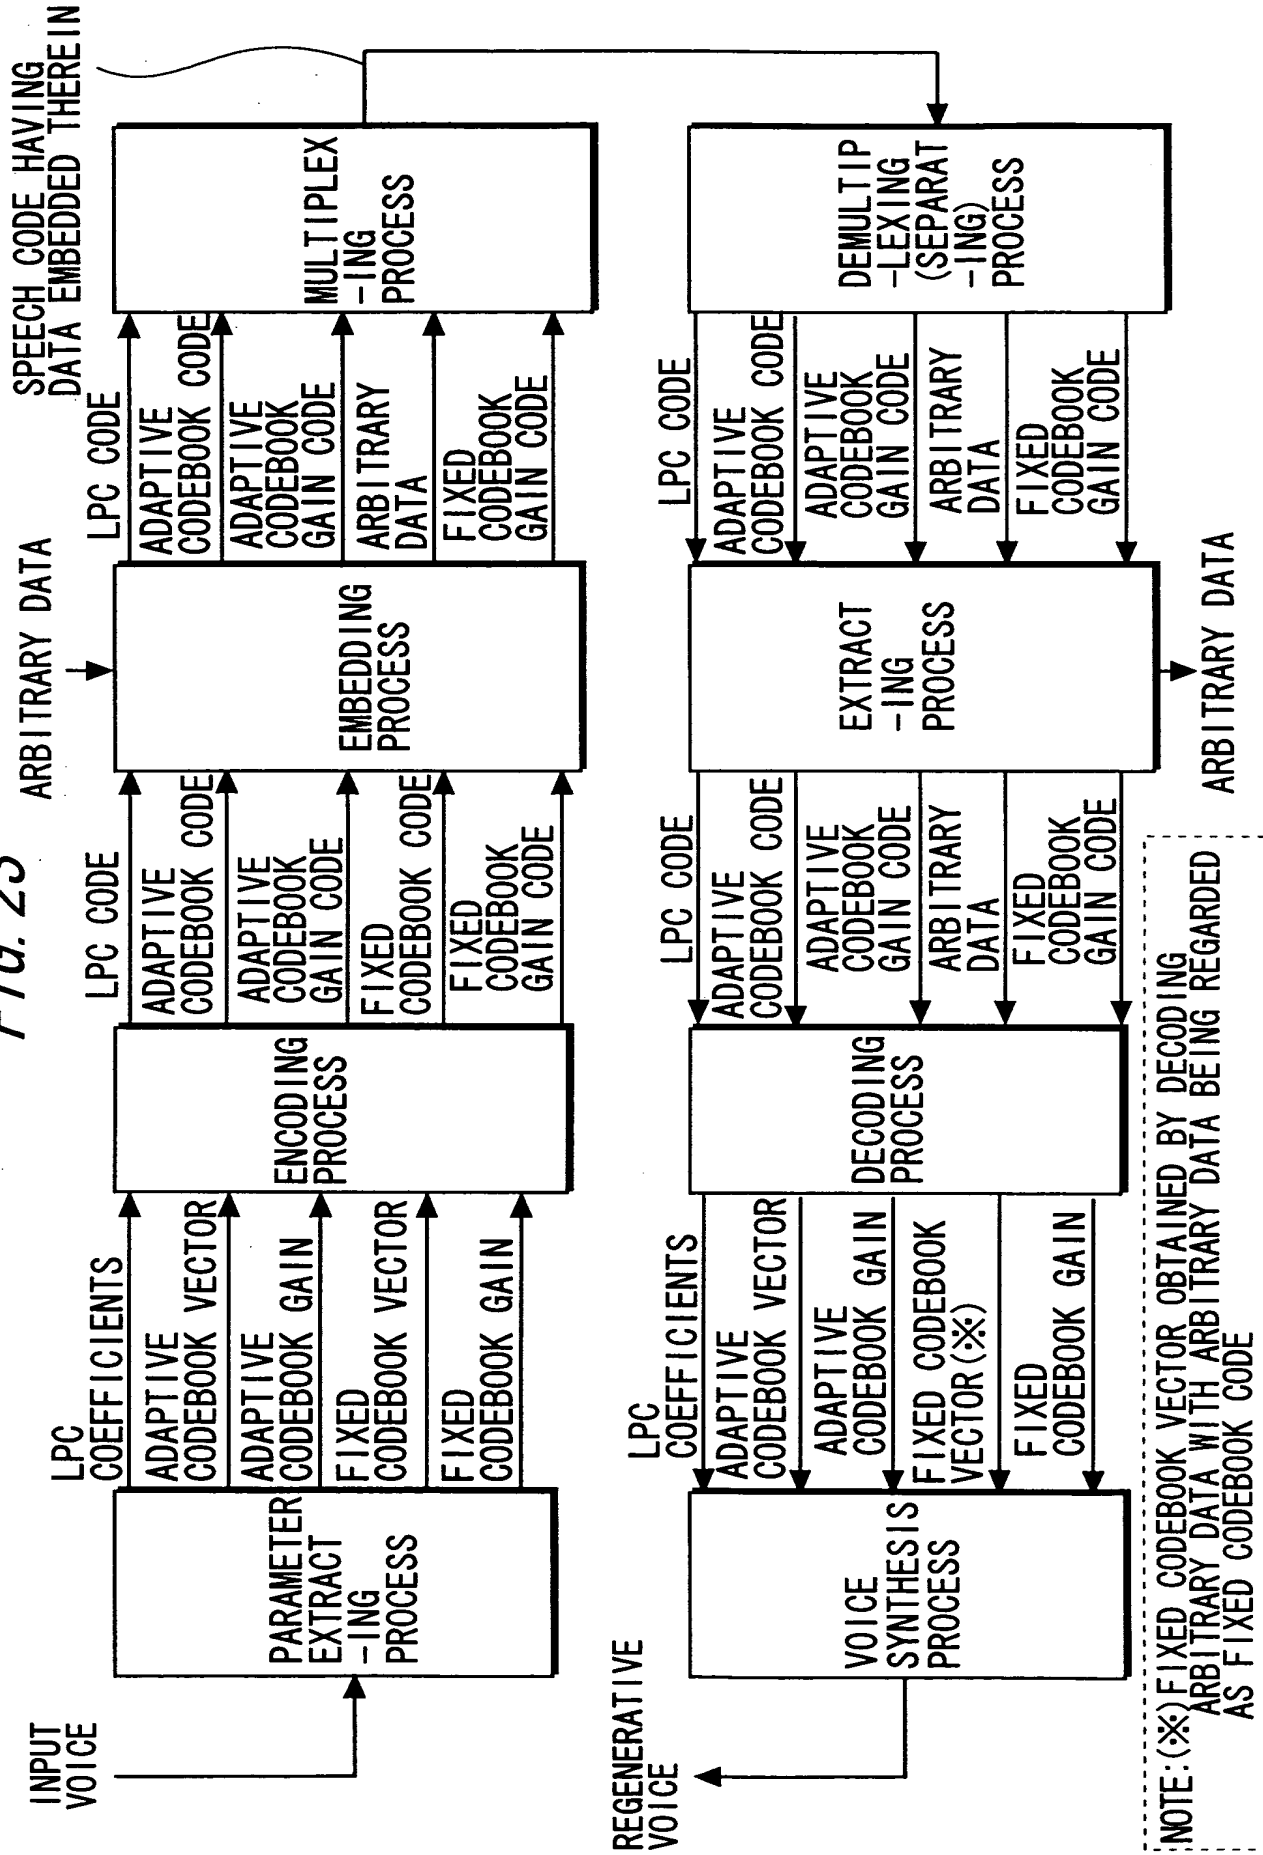 FIG. 25
INPUT
VOICE
PARAMETER
EXTRACT
-ING
PROCESS
LPC
COEFFICIENTS
ADAPTIVE
CODEBOOK VECTOR
ADAPTIVE
CODEBOOK GAIN
FIXED
CODEBOOK VECTOR
FIXED
CODEBOOK GAIN
ENCODING
PROCESS
LPC CODE
ADAPTIVE
CODEBOOK CODE
ADAPTIVE
CODEBOOK
GAIN CODE
FIXED
CODEBOOK CODE
FIXED
CODEBOOK
GAIN CODE
ARBITRARY DATA
EMBEDDING
PROCESS
LPC CODE
ADAPTIVE
CODEBOOK CODE
ADAPTIVE
CODEBOOK
GAIN CODE
ARBITRARY
DATA
FIXED
CODEBOOK
GAIN CODE
MULTIPLEX
-ING
PROCESS
SPEECH CODE HAVING
DATA EMBEDDED THEREIN
REGENERATIVE
VOICE
VOICE
SYNTHESIS
PROCESS
LPC
COEFFICIENTS
ADAPTIVE
CODEBOOK VECTOR
ADAPTIVE
CODEBOOK GAIN
FIXED CODEBOOK
VECTOR(※)
FIXED
CODEBOOK GAIN
DECODING
PROCESS
LPC CODE
ADAPTIVE
CODEBOOK CODE
ADAPTIVE
CODEBOOK
GAIN CODE
ARBITRARY
DATA
FIXED
CODEBOOK
GAIN CODE
EXTRACT
-ING
PROCESS
ARBITRARY DATA
LPC CODE
ADAPTIVE
CODEBOOK CODE
ADAPTIVE
CODEBOOK
GAIN CODE
ARBITRARY
DATA
FIXED
CODEBOOK
GAIN CODE
DEMULTIP
-LEXING
(SEPARAT
-ING)
PROCESS
NOTE:(※)FIXED CODEBOOK VECTOR OBTAINED BY DECODING
ARBITRARY DATA WITH ARBITRARY DATA BEING REGARDED
AS FIXED CODEBOOK CODE